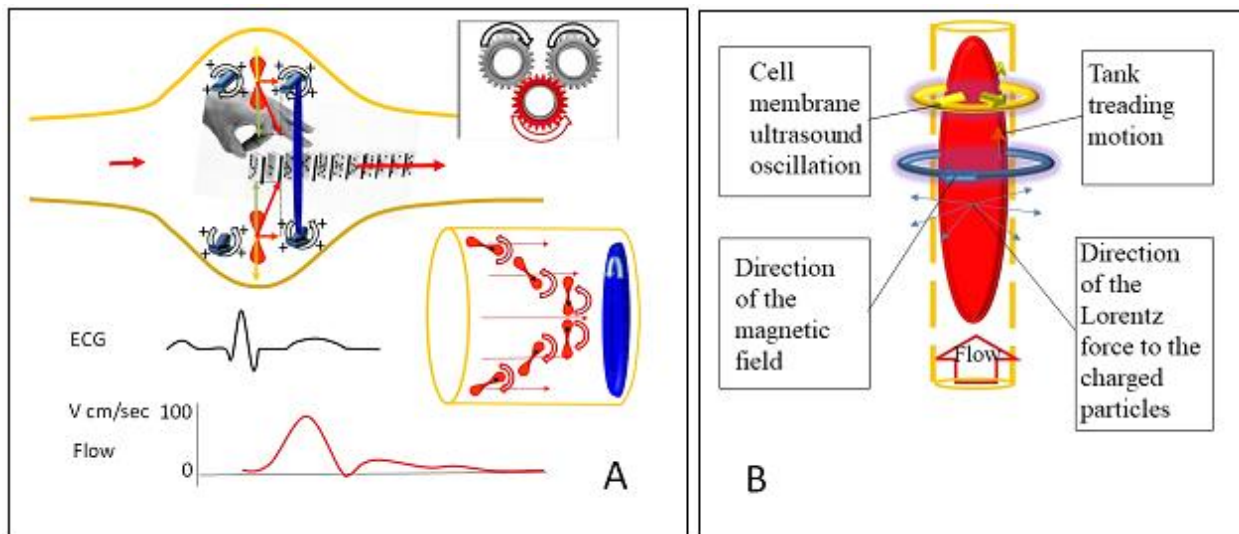 ECG
V cm/sec 100
Flow
0
A
Cell
membrane
ultrasound
oscillation
Tank
treading
motion
Direction
of the
magnetic
field
Direction
of the
Lorentz
force to the
charged
particles
Flow
B